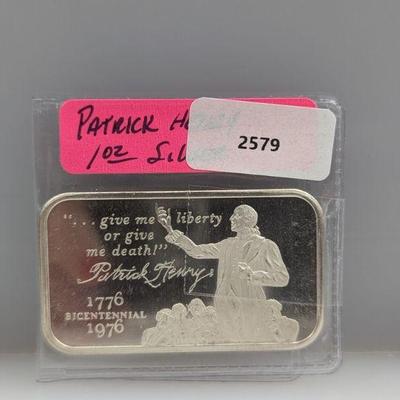 PATRICK HENRY
1oz SILVER
2579
"... give me liberty
or give
me death!"
Patrick Henry
1776
BICENTENNIAL
1976